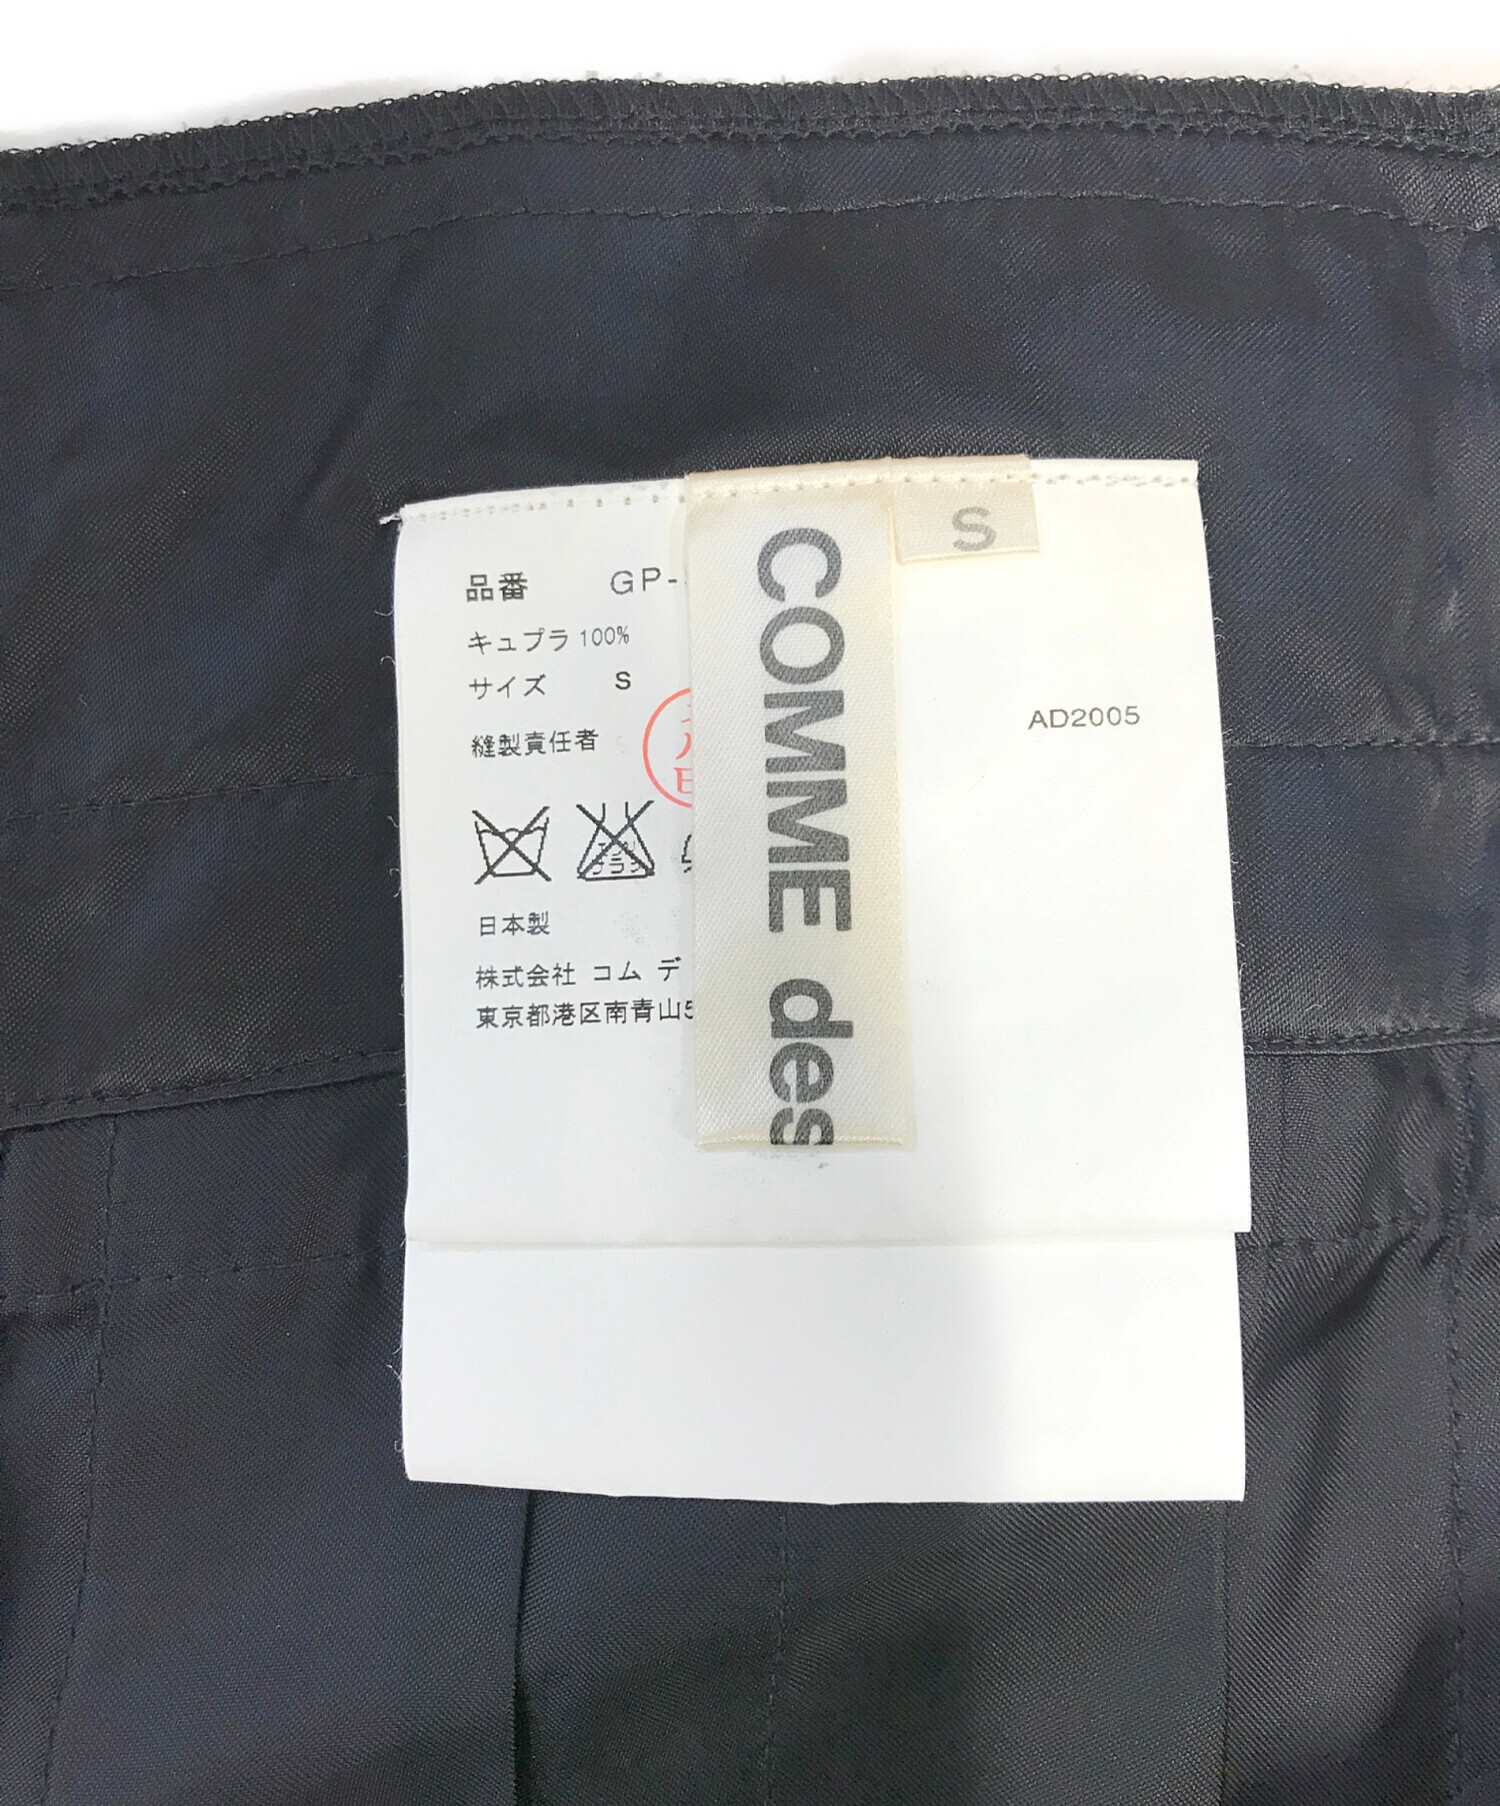 S
COMME des
品番 GP-
キュプラ 100%
サイズ S
縫製責任者
AD2005
日本製
株式会社 コム デ
東京都港区南青山5